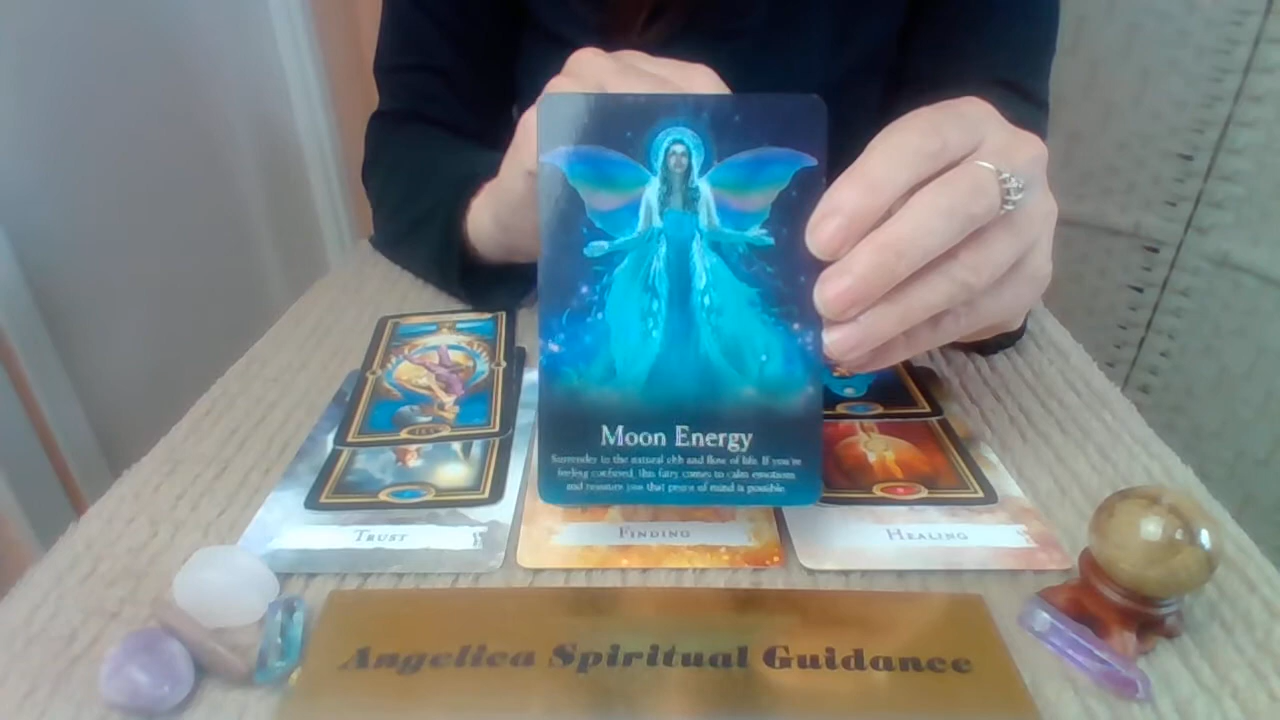 Moon Energy
Surrender to the natural ebb and flow of life. If you're
feeling confused, this fairy comes to calm emotions
and reassure you that peace of mind is possible.
Trust
Finding
Healing
Angelica Spiritual Guidance